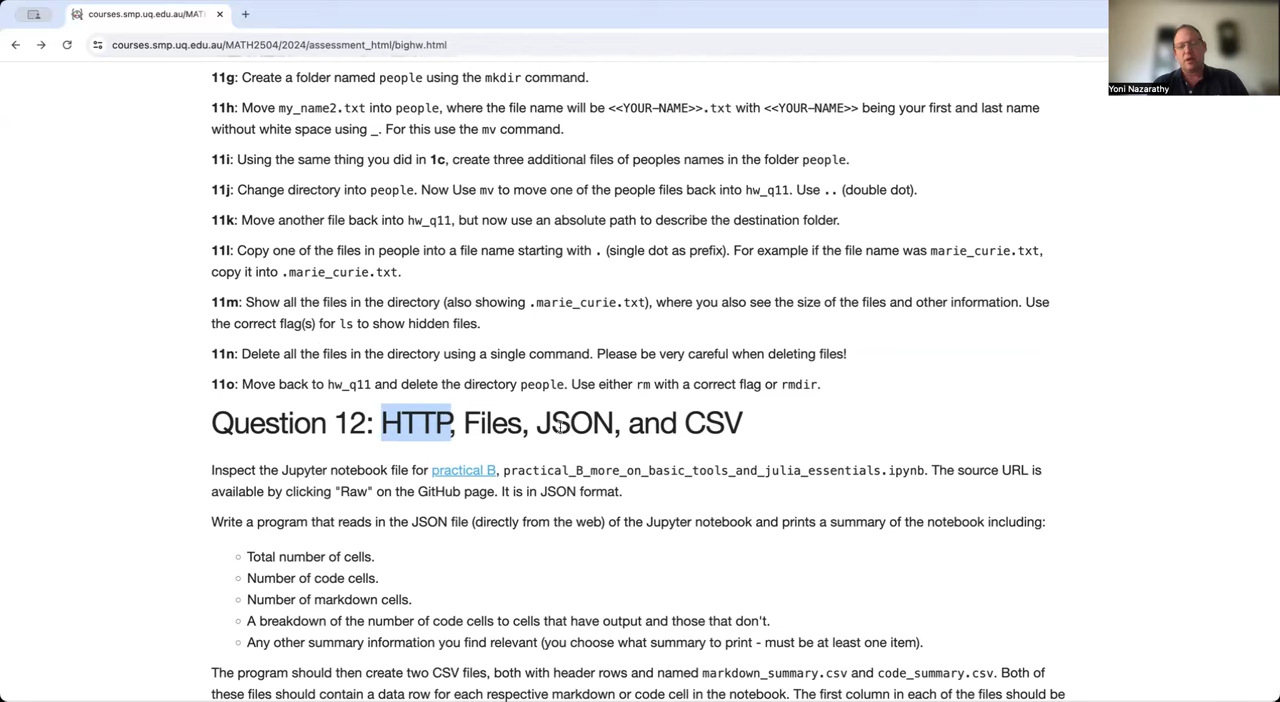 courses.smp.uq.edu.au/MAT
courses.smp.uq.edu.au/MATH2504/2024/assessment_html/bighw.html
Yoni Nazarathy
11g: Create a folder named people using the mkdir command.
11h: Move my_name2.txt into people, where the file name will be <<YOUR-NAME>>.txt with <<YOUR-NAME>> being your first and last name
without white space using _. For this use the mv command.
11i: Using the same thing you did in 1c, create three additional files of peoples names in the folder people.
11j: Change directory into people. Now Use mv to move one of the people files back into hw_q11. Use .. (double dot).
11k: Move another file back into hw_q11, but now use an absolute path to describe the destination folder.
11l: Copy one of the files in people into a file name starting with . (single dot as prefix). For example if the file name was marie_curie.txt,
copy it into .marie_curie.txt.
11m: Show all the files in the directory (also showing .marie_curie.txt), where you also see the size of the files and other information. Use
the correct flag(s) for ls to show hidden files.
11n: Delete all the files in the directory using a single command. Please be very careful when deleting files!
11o: Move back to hw_q11 and delete the directory people. Use either rm with a correct flag or rmdir.
Question 12: HTTP, Files, JSON, and CSV
Inspect the Jupyter notebook file for practical B, practical_B_more_on_basic_tools_and_julia_essentials.ipynb. The source URL is
available by clicking "Raw" on the GitHub page. It is in JSON format.
Write a program that reads in the JSON file (directly from the web) of the Jupyter notebook and prints a summary of the notebook including:
Total number of cells.
Number of code cells.
Number of markdown cells.
A breakdown of the number of code cells to cells that have output and those that don't.
Any other summary information you find relevant (you choose what summary to print - must be at least one item).
The program should then create two CSV files, both with header rows and named markdown_summary.csv and code_summary.csv. Both of
these files should contain a data row for each respective markdown or code cell in the notebook. The first column in each of the files should be